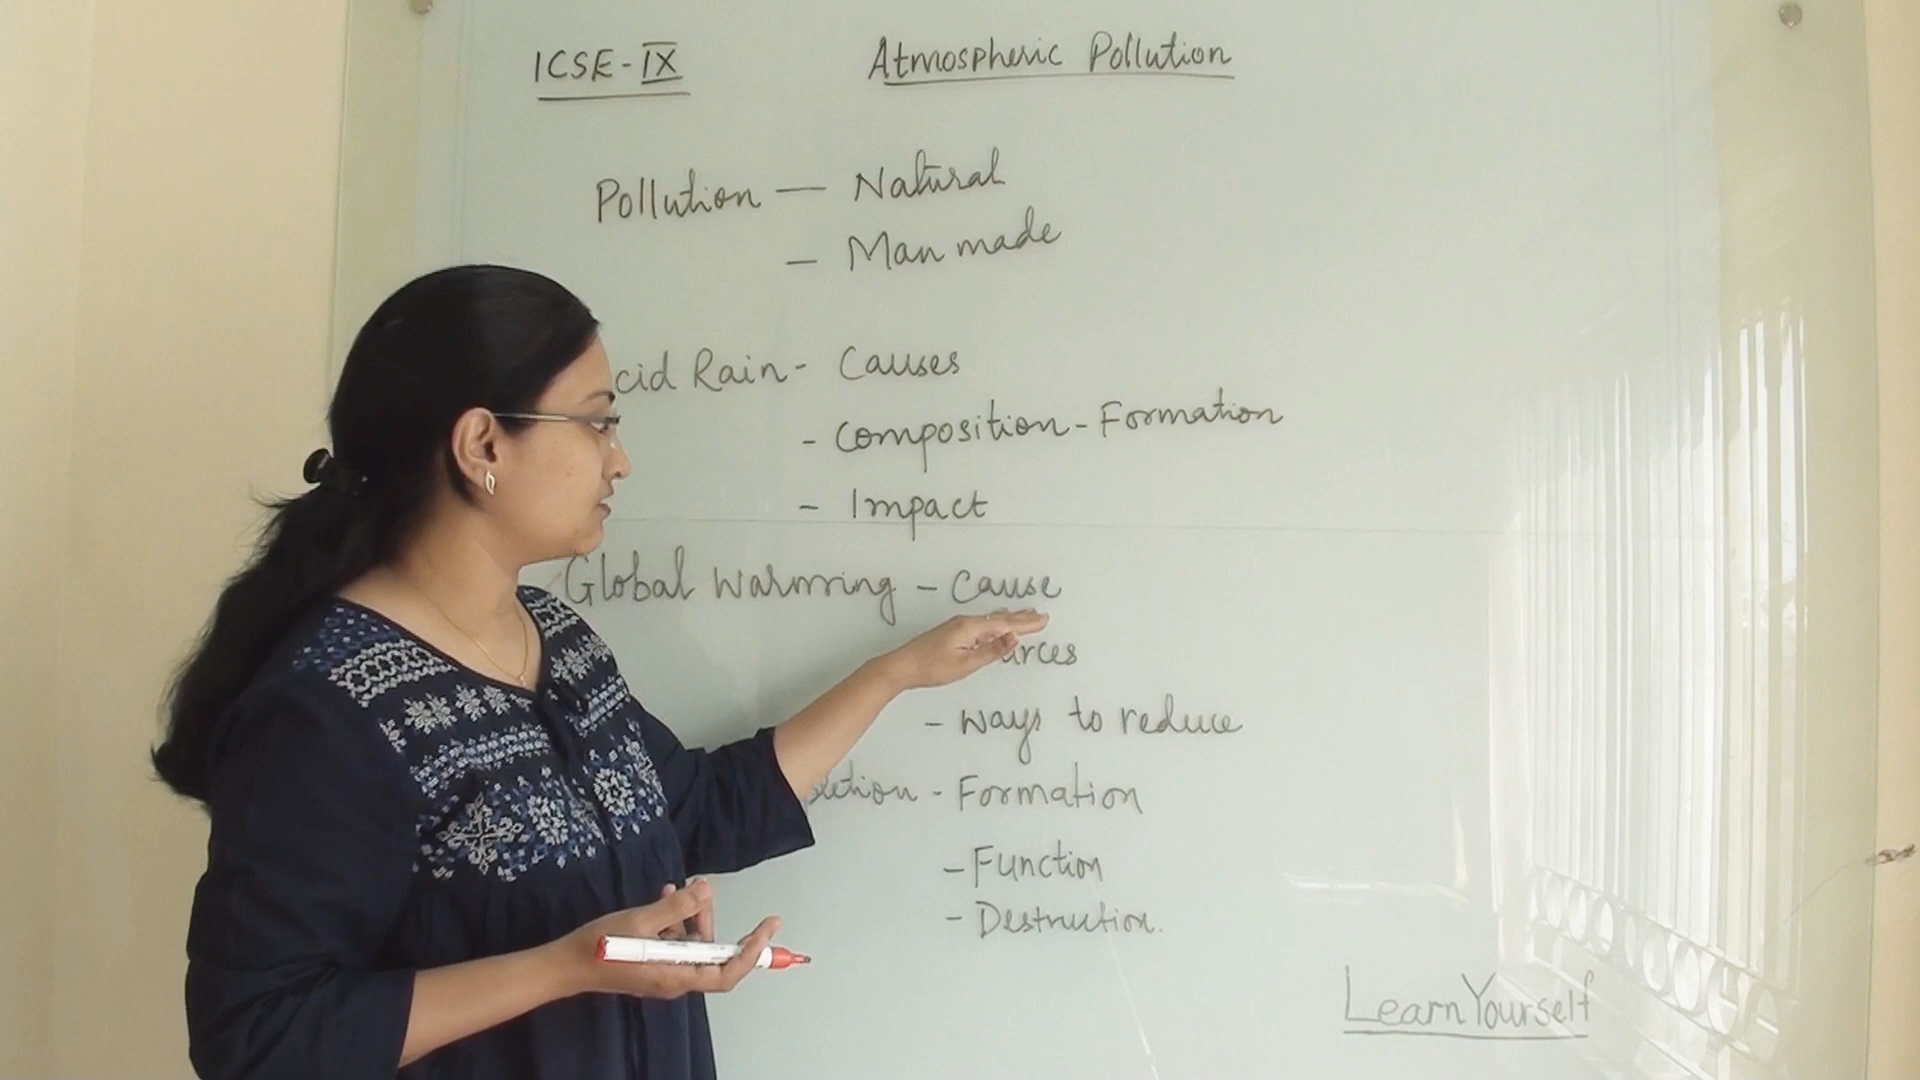 ICSE - IX
Atmospheric Pollution
Pollution — Natural
— Man made
cid Rain - Causes
- Composition - Formation
- Impact
Global Warming - Cause
urces
- Ways to reduce
letion - Formation
- Function
- Destruction.
LearnYourself